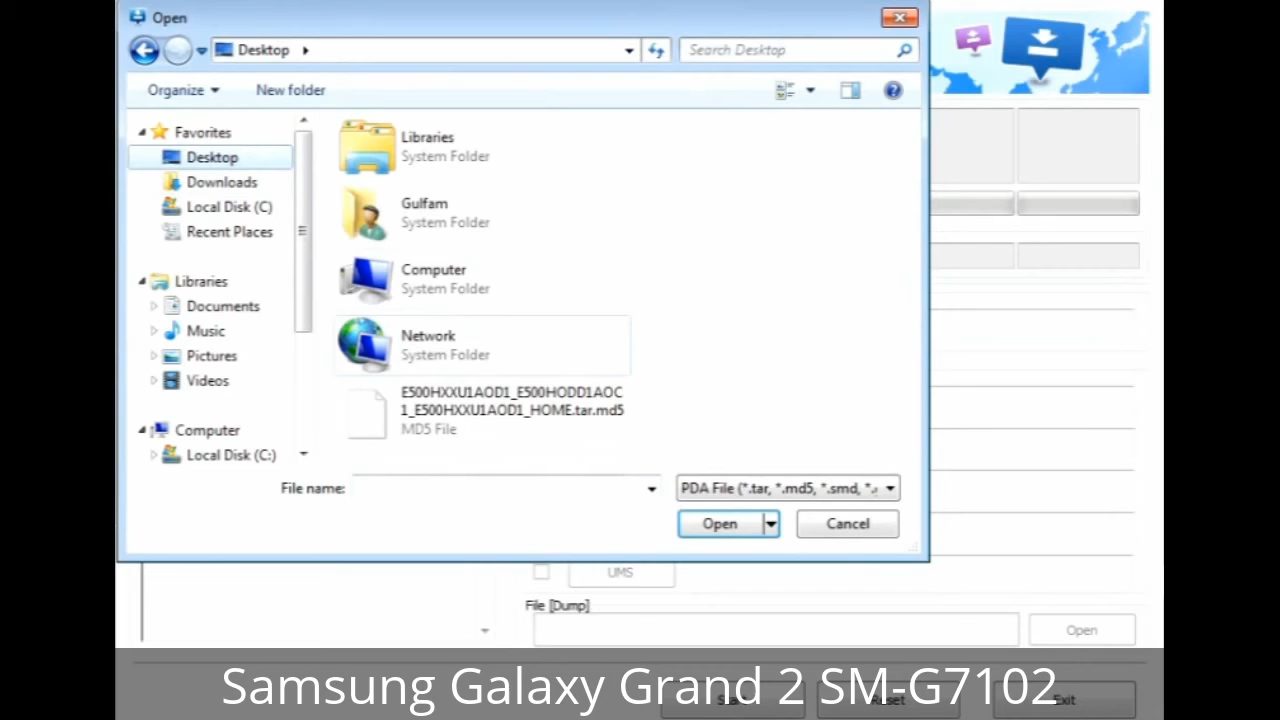 Open
Desktop
Search Desktop
Organize
New folder
Favorites
Desktop
Downloads
Local Disk (C)
Recent Places
Libraries
Documents
Music
Pictures
Videos
Computer
Local Disk (C:)
Libraries
System Folder
Gulfam
System Folder
Computer
System Folder
Network
System Folder
E500HXXU1AOD1_E500HODD1AOC
1_E500HXXU1AOD1_HOME.tar.md5
MD5 File
File name:
PDA File (*.tar, *.md5, *.smd, *.
Open
Cancel
UMS
File [Dump]
Open
Samsung Galaxy Grand 2 SM-G7102
Start
Reset
Exit